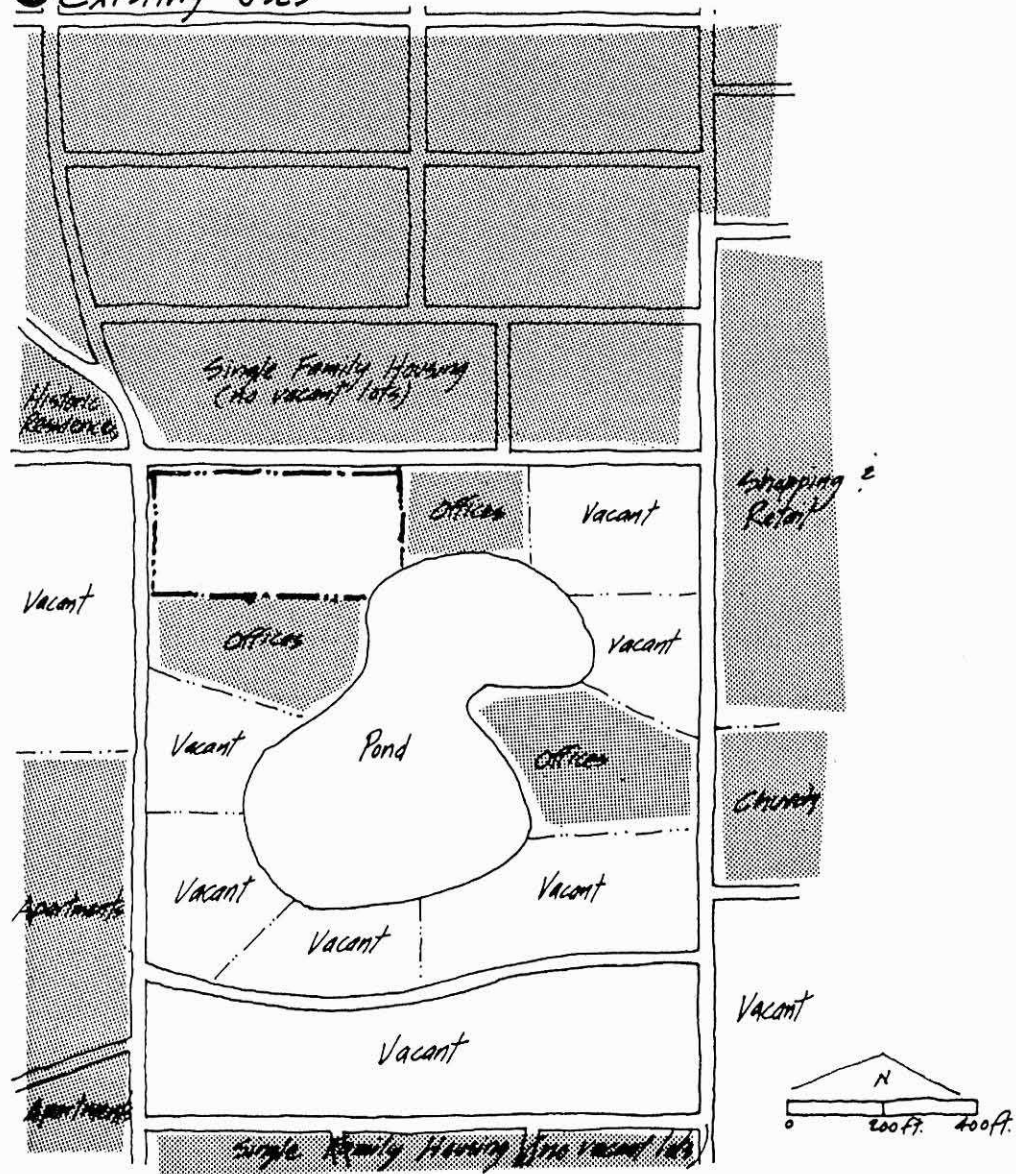 Existing Uses
Single Family Housing
(no vacant lots)
Historic
Residences
Offices
Vacant
Shopping &
Retail
Vacant
Offices
Vacant
Vacant
Pond
Offices
Church
Vacant
Vacant
Apartments
Vacant
Vacant
Vacant
Apartments
N
0 200 ft. 400 ft.
Single Family Housing (no vacant lots)